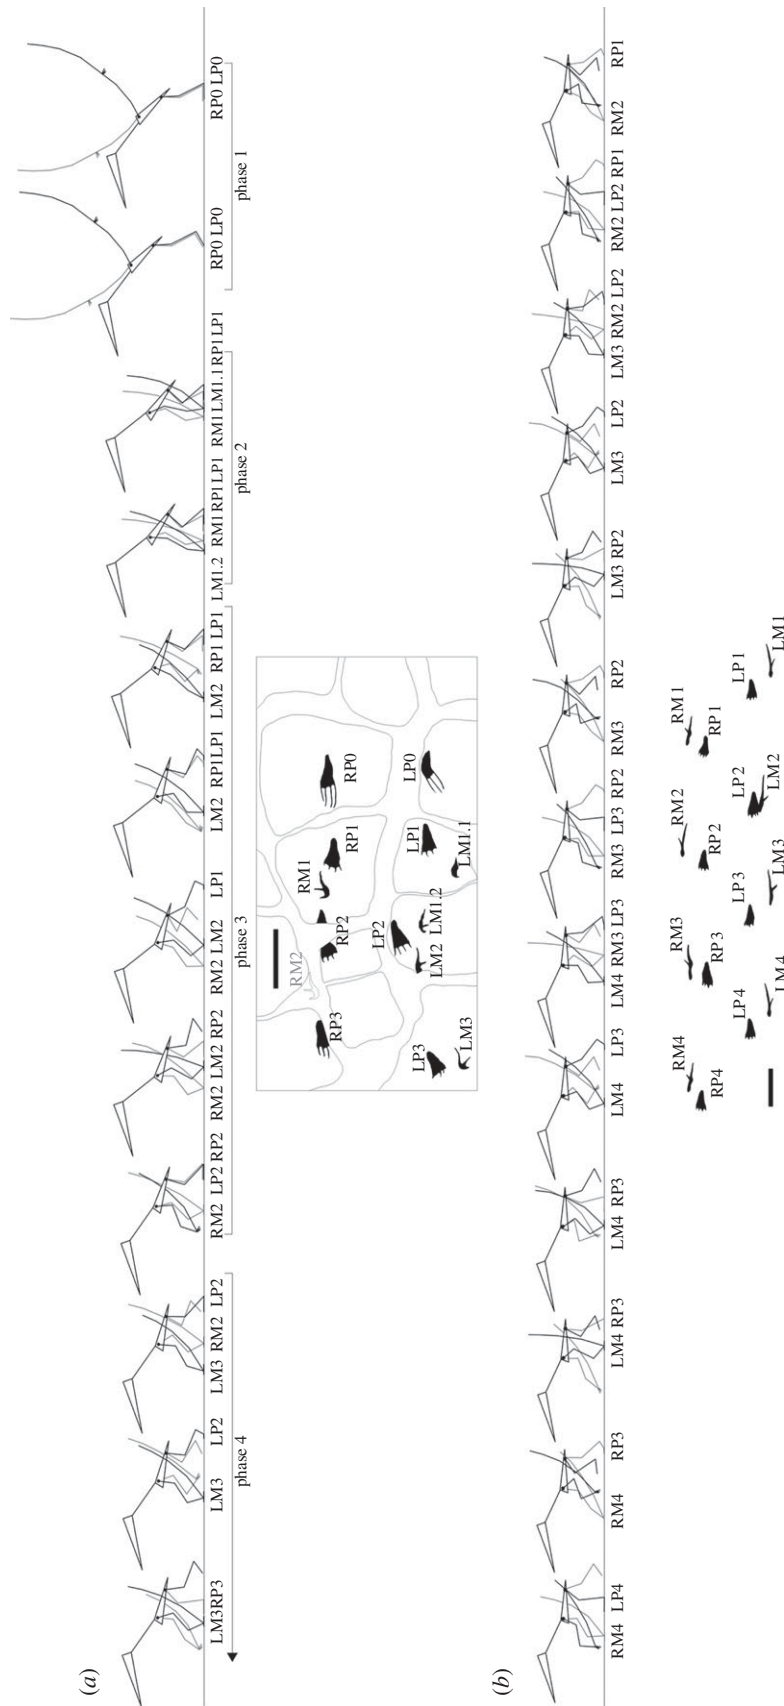 (a)
LM3RP3 LM3 LP2 LM3 RM2 LP2 RM2 LP2 RP2 RM2 LM2 RP2 RM2 LM2 LP1 LM2 RP1LP1 LM2 RP1 LP1 LM1.2 RM1 RP1 LP1 RM1 LM1.1 RP1 LP1 RP0 LP0 RP0 LP0
phase 4 phase 3 phase 2 phase 1
RM2 RM1
RP3 RP2 RP1 RP0
LP3 LP2 LP1 LP0
LM3 LM2 LM1.2 LM1.1
(b)
RM4 LP4 RM4 RP3 LM4 RP3 LM4 RP3 LM4 LP3 LM4 RM3 LP3 RM3 LP3 RP2 RM3 RP2 LM3 RP2 LM3 LP2 LM3 RM2 LP2 RM2 LP2 RP1 RM2 RP1
RM4 RM3 RM2 RM1
RP4 RP3 RP2 RP1
LP4 LP3 LP2 LP1
LM4 LM3 LM2 LM1